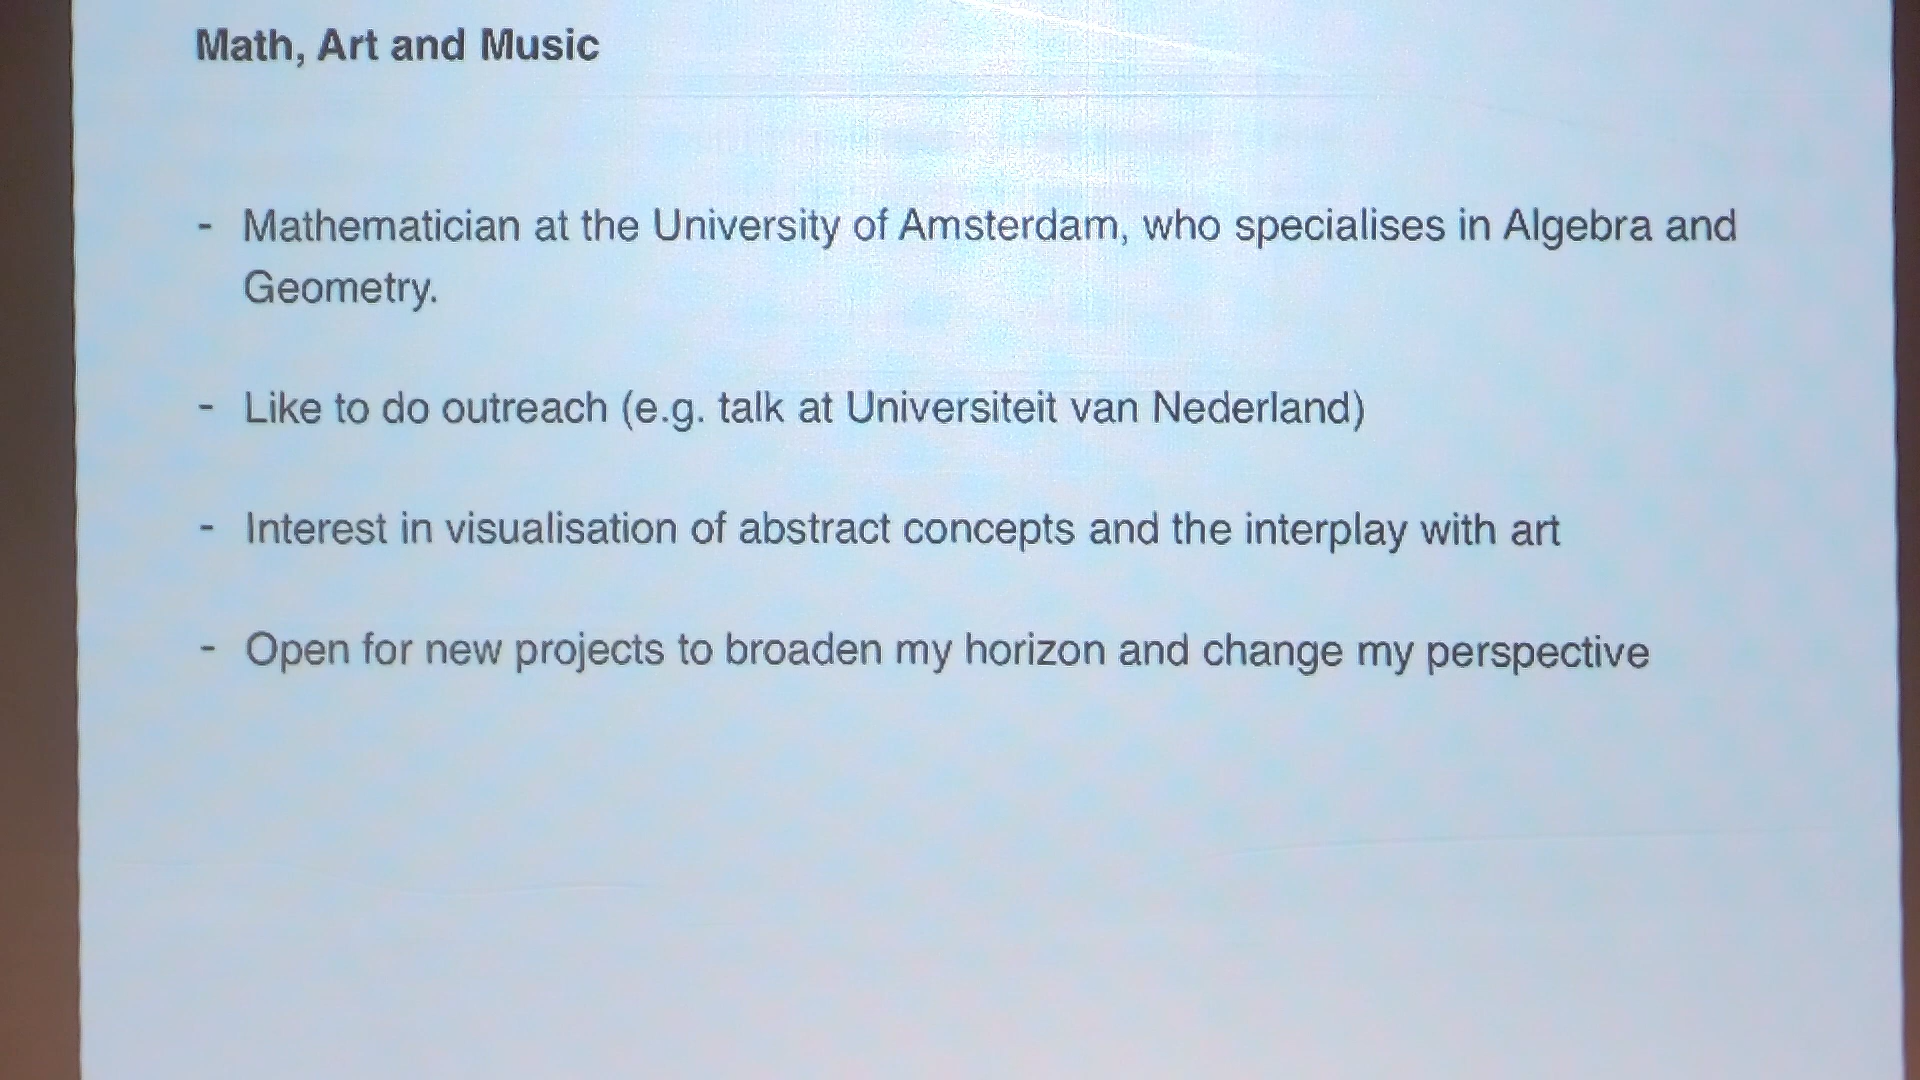 Math, Art and Music
- Mathematician at the University of Amsterdam, who specialises in Algebra and
Geometry.
- Like to do outreach (e.g. talk at Universiteit van Nederland)
- Interest in visualisation of abstract concepts and the interplay with art
- Open for new projects to broaden my horizon and change my perspective